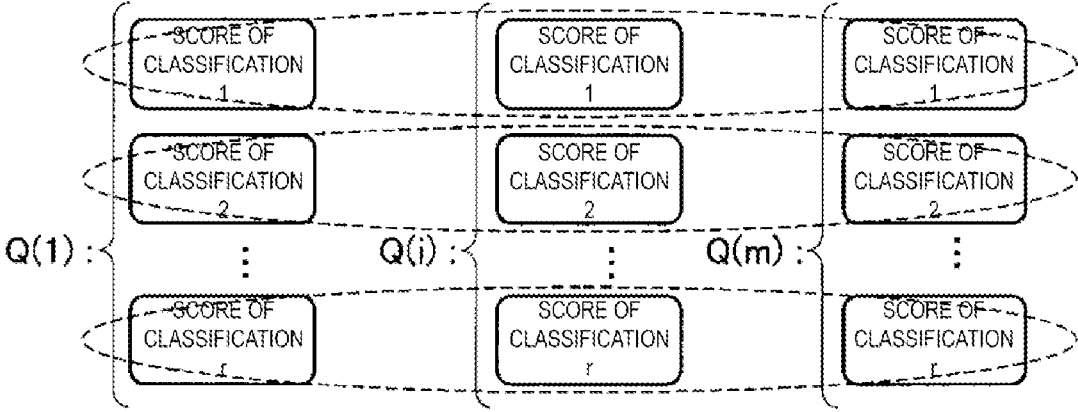 SCORE OF
CLASSIFICATION
1
SCORE OF
CLASSIFICATION
1
SCORE OF
CLASSIFICATION
1
SCORE OF
CLASSIFICATION
2
SCORE OF
CLASSIFICATION
2
SCORE OF
CLASSIFICATION
2
Q(1) :
⋮
Q(i) :
⋮
Q(m) :
⋮
SCORE OF
CLASSIFICATION
r
SCORE OF
CLASSIFICATION
r
SCORE OF
CLASSIFICATION
r